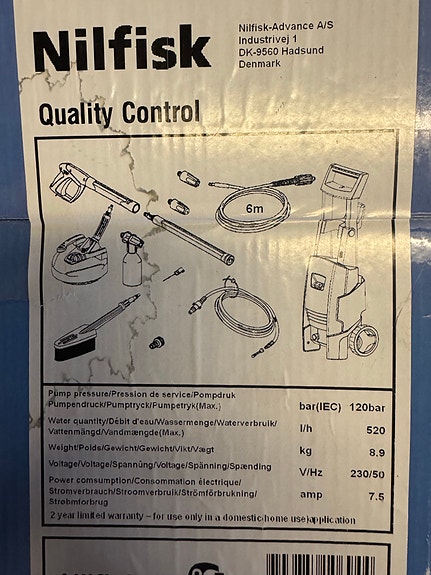 Nilfisk
Nilfisk-Advance A/S
Industrivej 1
DK-9560 Hadsund
Denmark
Quality Control
6m
Pump pressure/Pression de service/Pompdruk
Pumpendruck/Pumptryck/Pumpetryk(Max.) bar(IEC) 120bar
Water quantity/Débit d'eau/Wassermenge/Waterverbruik/
Vattenmängd/Vandmængde(Max.) l/h 520
Weight/Poids/Gewicht/Gewicht/Vikt/Vægt kg 8.9
Voltage/Voltage/Spannüng/Voltage/Spänning/Spænding V/Hz 230/50
Power comsumption/Consommation électrique/
Stromverbrauch/Stroomverbruik/Strömförbrukning/ amp 7.5
Strøbmforbrug
2 year limited warranty – for use only in a domestic(home use)application